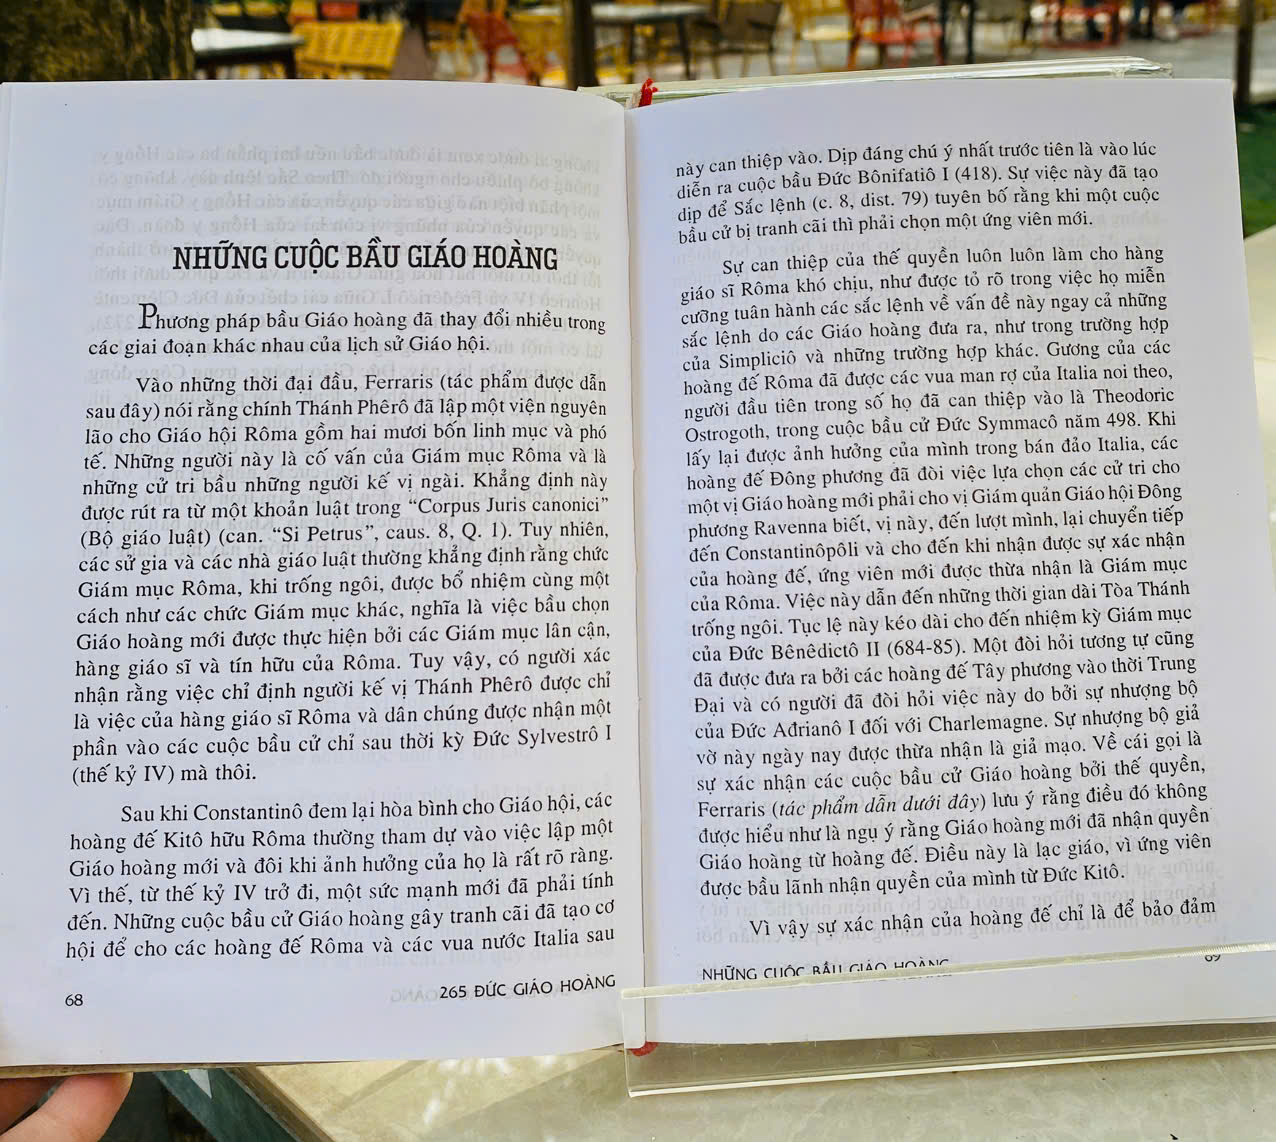 NHỮNG CUỘC BẦU GIÁO HOÀNG
Phương pháp bầu Giáo hoàng đã thay đổi nhiều trong
các giai đoạn khác nhau của lịch sử Giáo hội.
Vào những thời đại đầu, Ferraris (tác phẩm được dẫn
sau đây) nói rằng chính Thánh Phêrô đã lập một viện nguyên
lão cho Giáo hội Rôma gồm hai mươi bốn linh mục và phó
tế. Những người này là cố vấn của Giám mục Rôma và là
những cử tri bầu những người kế vị ngài. Khẳng định này
được rút ra từ một khoản luật trong “Corpus Juris canonici”
(Bộ giáo luật) (can. “Si Petrus”, caus. 8, Q. 1). Tuy nhiên,
các sử gia và các nhà giáo luật thường khẳng định rằng chức
Giám mục Rôma, khi trống ngôi, được bổ nhiệm cùng một
cách như các chức Giám mục khác, nghĩa là việc bầu chọn
Giáo hoàng mới được thực hiện bởi các Giám mục lân cận,
hàng giáo sĩ và tín hữu của Rôma. Tuy vậy, có người xác
nhận rằng việc chỉ định người kế vị Thánh Phêrô được chỉ
là việc của hàng giáo sĩ Rôma và dân chúng được nhận một
phần vào các cuộc bầu cử chỉ sau thời kỳ Đức Sylvestrô I
(thế kỷ IV) mà thôi.
Sau khi Constantinô đem lại hòa bình cho Giáo hội, các
hoàng đế Kitô hữu Rôma thường tham dự vào việc lập một
Giáo hoàng mới và đôi khi ảnh hưởng của họ là rất rõ ràng.
Vì thế, từ thế kỷ IV trở đi, một sức mạnh mới đã phải tính
đến. Những cuộc bầu cử Giáo hoàng gây tranh cãi đã tạo cơ
hội để cho các hoàng đế Rôma và các vua nước Italia sau
68
265 ĐỨC GIÁO HOÀNG
này can thiệp vào. Dịp đáng chú ý nhất trước tiên là vào lúc
diễn ra cuộc bầu Đức Bônifatiô I (418). Sự việc này đã tạo
dịp để Sắc lệnh (c. 8, dist. 79) tuyên bố rằng khi một cuộc
bầu cử bị tranh cãi thì phải chọn một ứng viên mới.
Sự can thiệp của thế quyền luôn luôn làm cho hàng
giáo sĩ Rôma khó chịu, như được tỏ rõ trong việc họ miễn
cưỡng tuân hành các sắc lệnh về vấn đề này ngay cả những
sắc lệnh do các Giáo hoàng đưa ra, như trong trường hợp
của Simpliciô và những trường hợp khác. Gương của các
hoàng đế Rôma đã được các vua man rợ của Italia noi theo,
người đầu tiên trong số họ đã can thiệp vào là Theodoric
Ostrogoth, trong cuộc bầu cử Đức Symmacô năm 498. Khi
lấy lại được ảnh hưởng của mình trong bán đảo Italia, các
hoàng đế Đông phương đã đòi việc lựa chọn các cử tri cho
một vị Giáo hoàng mới phải cho vị Giám quản Giáo hội Đông
phương Ravenna biết, vị này, đến lượt mình, lại chuyển tiếp
đến Constantinôpôli và cho đến khi nhận được sự xác nhận
của hoàng đế, ứng viên mới được thừa nhận là Giám mục
của Rôma. Việc này dẫn đến những thời gian dài Tòa Thánh
trống ngôi. Tục lệ này kéo dài cho đến nhiệm kỳ Giám mục
của Đức Bênêdictô II (684-85). Một đòi hỏi tương tự cũng
đã được đưa ra bởi các hoàng đế Tây phương vào thời Trung
Đại và có người đã đòi hỏi việc này do bởi sự nhượng bộ
của Đức Ađrianô I đối với Charlemagne. Sự nhượng bộ giả
vờ này ngày nay được thừa nhận là giả mạo. Về cái gọi là
sự xác nhận các cuộc bầu cử Giáo hoàng bởi thế quyền,
Ferraris (tác phẩm dẫn dưới đây) lưu ý rằng điều đó không
được hiểu như là ngụ ý rằng Giáo hoàng mới đã nhận quyền
Giáo hoàng từ hoàng đế. Điều này là lạc giáo, vì ứng viên
được bầu lãnh nhận quyền của mình từ Đức Kitô.
Vì vậy sự xác nhận của hoàng đế chỉ là để bảo đảm
NHỮNG CUỘC BẦU GIÁO HOÀNG
69